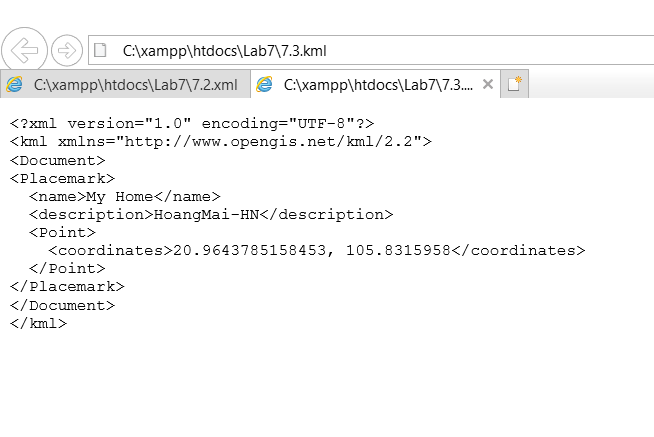 C:\xampp\htdocs\Lab7\7.3.kml
C:\xampp\htdocs\Lab7\7.2.xml
C:\xampp\htdocs\Lab7\7.3....
<?xml version="1.0" encoding="UTF-8"?>
<kml xmlns="http://www.opengis.net/kml/2.2">
<Document>
<Placemark>
  <name>My Home</name>
  <description>HoangMai-HN</description>
  <Point>
    <coordinates>20.9643785158453, 105.8315958</coordinates>
  </Point>
</Placemark>
</Document>
</kml>